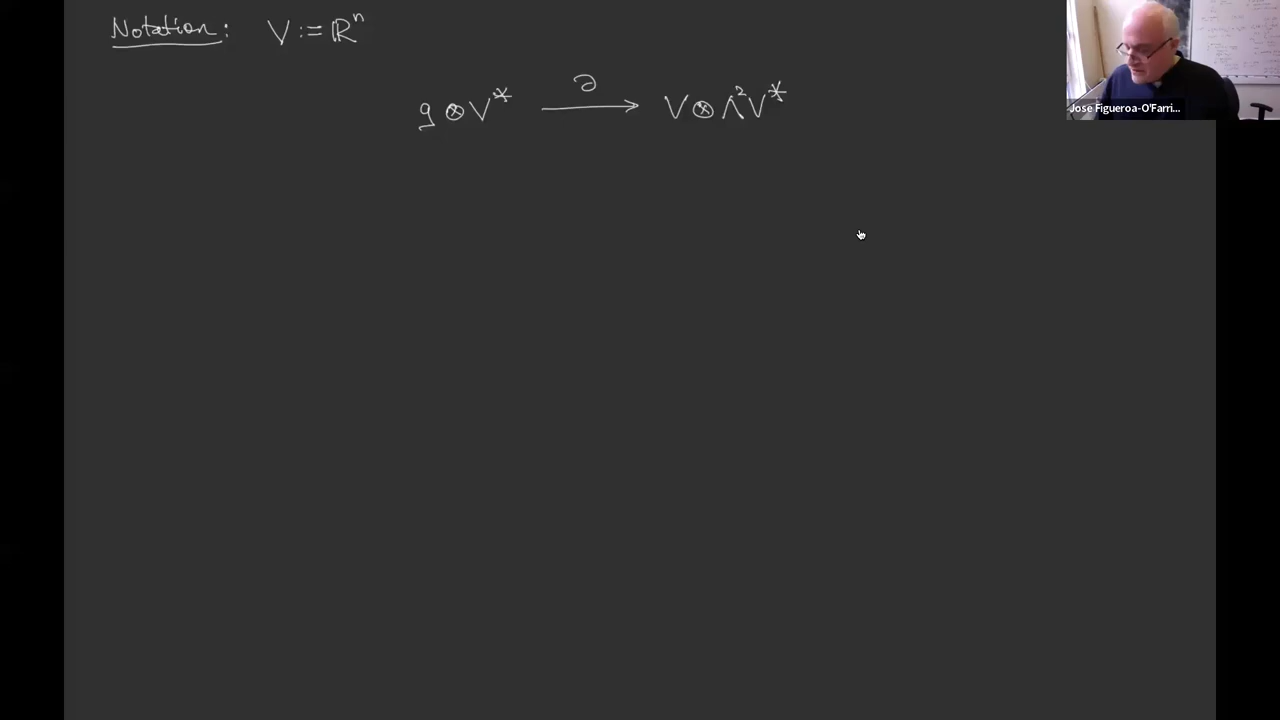 Notation: V := ℝⁿ
∂
g ⊗ V* ⟶ V ⊗ Λ²V*
Jose Figueroa-O'Farri...